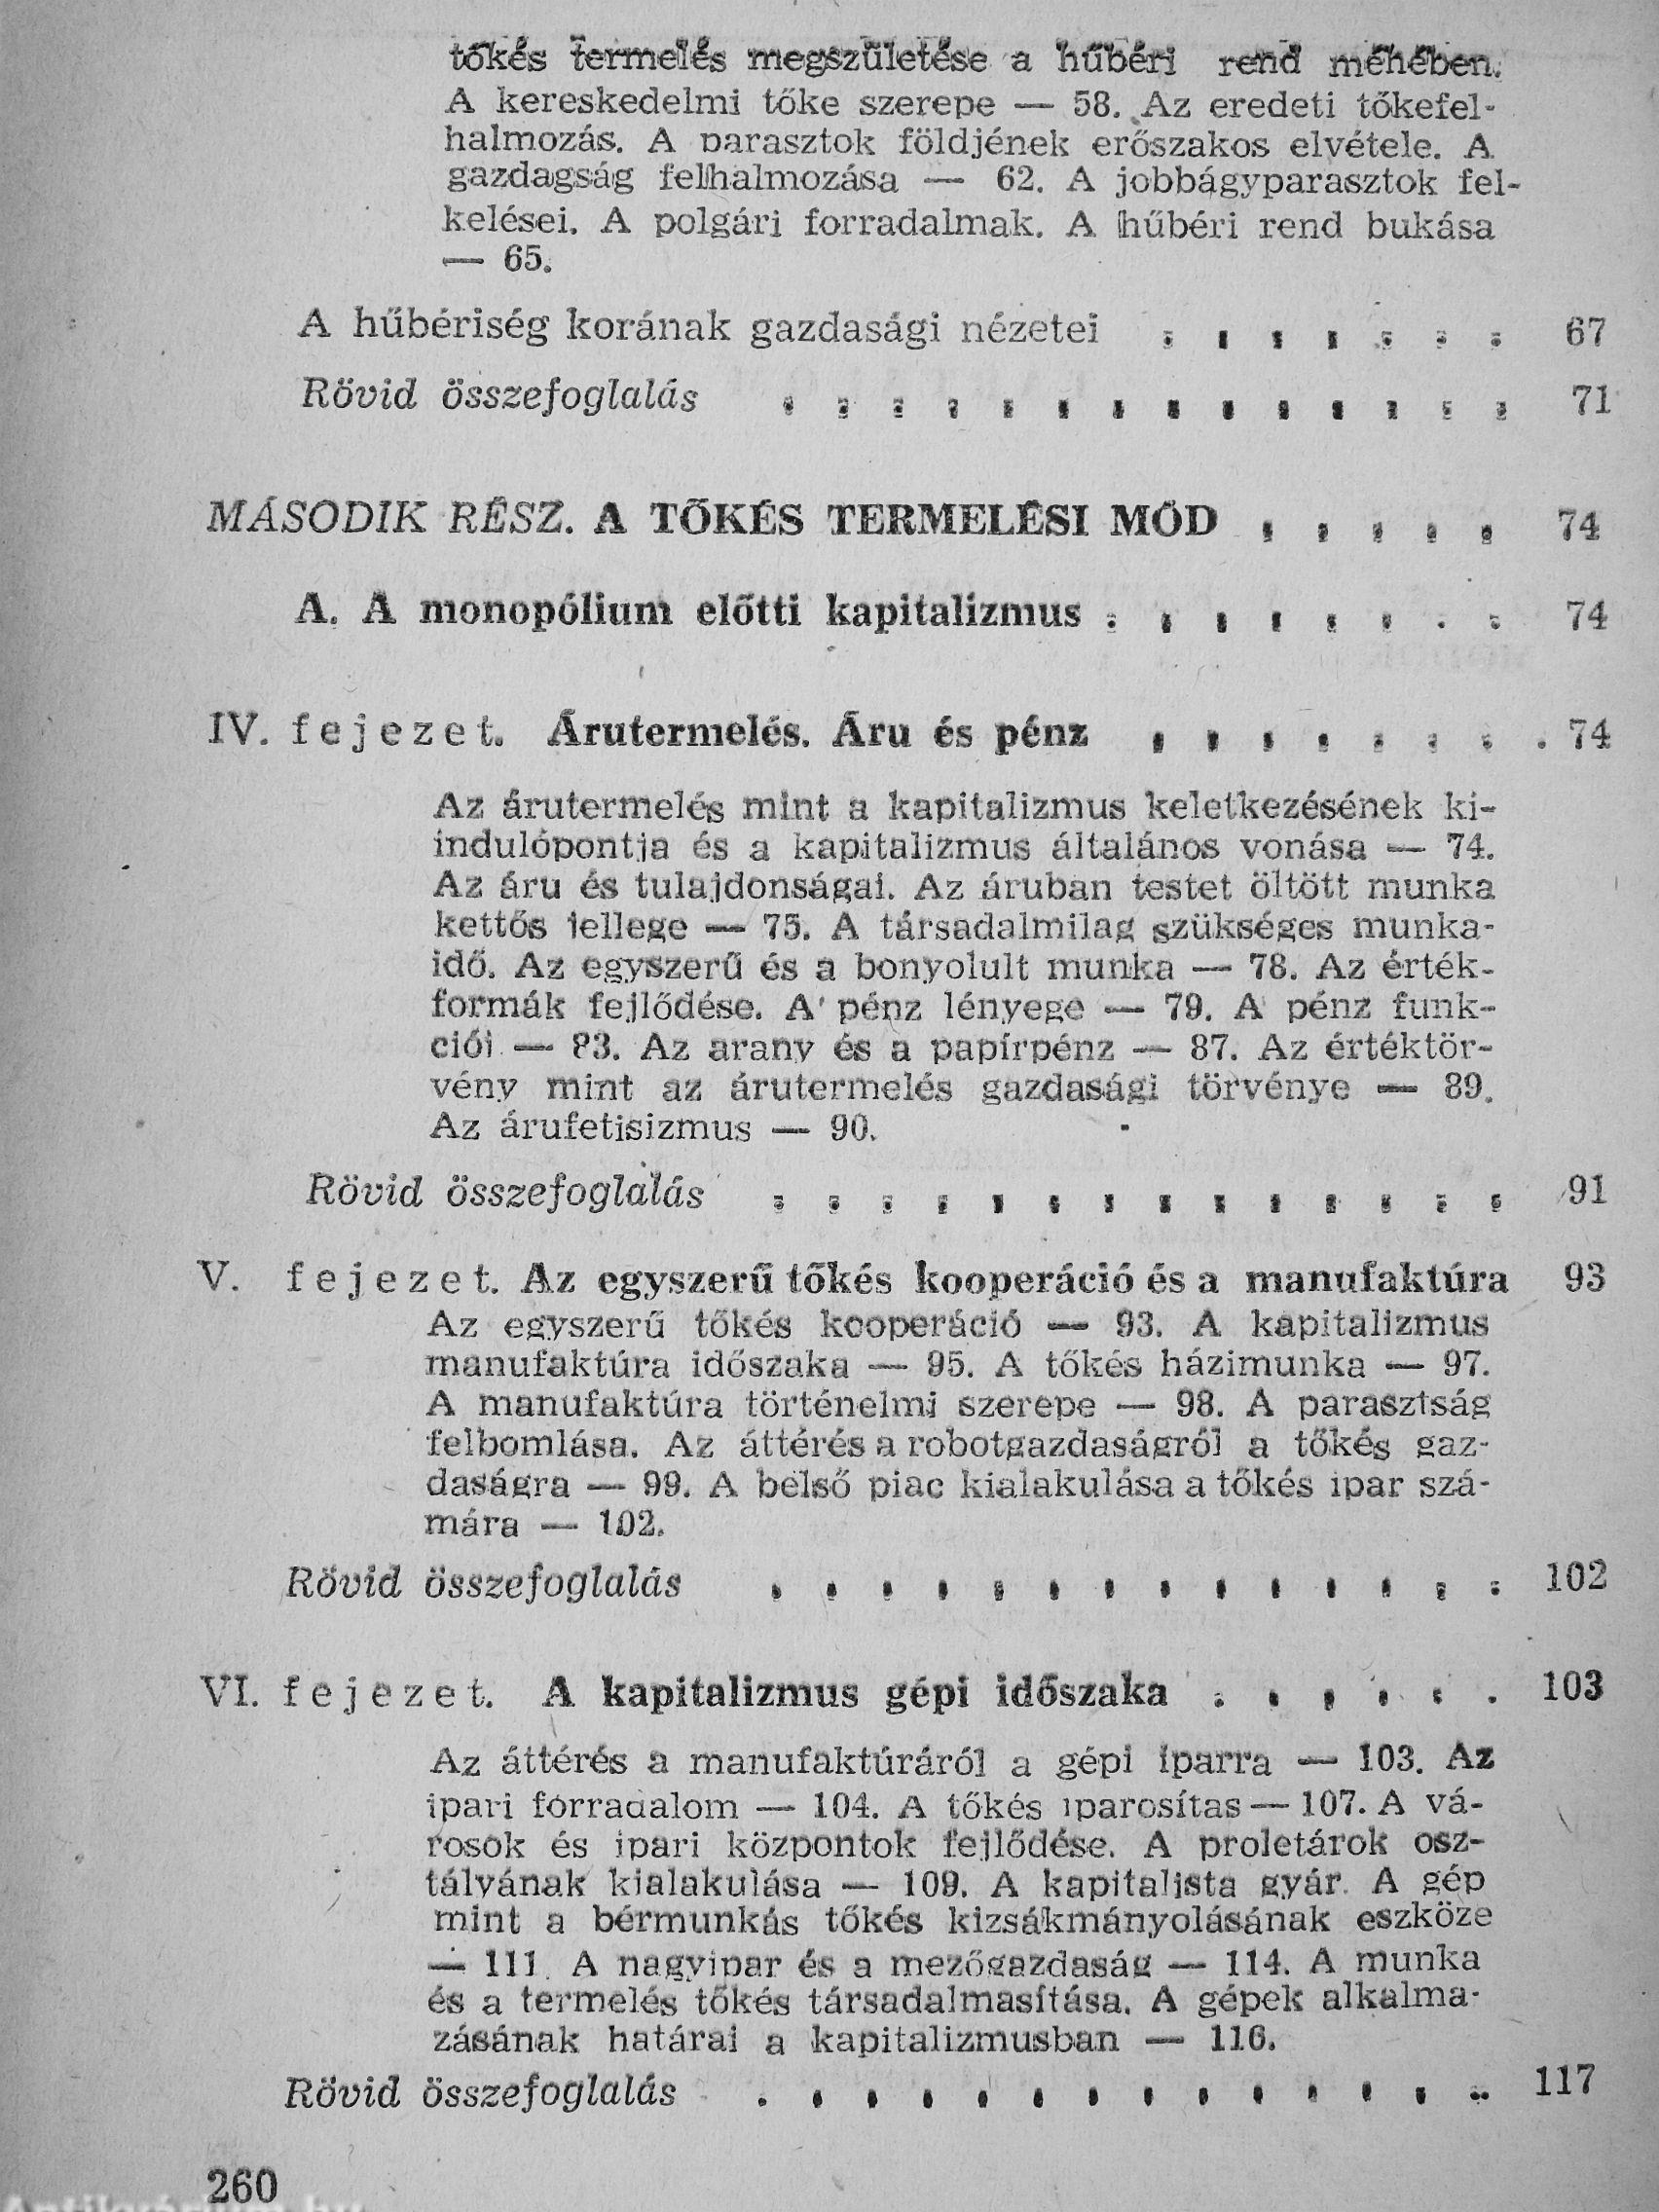 tőkés termelés megszületése a hűbéri rend méhében.
A kereskedelmi tőke szerepe — 58. Az eredeti tőkefel-
halmozás. A parasztok földjének erőszakos elvétele. A
gazdagság felhalmozása — 62. A jobbágyparasztok fel-
kelései. A polgári forradalmak. A hűbéri rend bukása
— 65.
A hűbériség korának gazdasági nézetei . . . . . . . 67
Rövid összefoglalás . . . . . . . . . . . . . . 71
MÁSODIK RÉSZ. A TŐKÉS TERMELÉSI MÓD . . . . . 74
A. A monopólium előtti kapitalizmus . . . . . . . . 74
IV. fejezet. Árutermelés. Áru és pénz . . . . . . . . 74
Az árutermelés mint a kapitalizmus keletkezésének ki-
indulópontja és a kapitalizmus általános vonása — 74.
Az áru és tulajdonságai. Az áruban testet öltött munka
kettős jellege — 75. A társadalmilag szükséges munka-
idő. Az egyszerű és a bonyolult munka — 78. Az érték-
formák fejlődése. A pénz lényege — 79. A pénz funk-
ciói — 83. Az arany és a papírpénz — 87. Az értéktör-
vény mint az árutermelés gazdasági törvénye — 89.
Az árufetisizmus — 90.
Rövid összefoglalás . . . . . . . . . . . . . . 91
V. fejezet. Az egyszerű tőkés kooperáció és a manufaktúra 93
Az egyszerű tőkés kooperáció — 93. A kapitalizmus
manufaktúra időszaka — 95. A tőkés házimunka — 97.
A manufaktúra történelmi szerepe — 98. A parasztság
felbomlása. Az áttérés a robotgazdaságról a tőkés gaz-
daságra — 99. A belső piac kialakulása a tőkés ipar szá-
mára — 102.
Rövid összefoglalás . . . . . . . . . . . . . . 102
VI. fejezet. A kapitalizmus gépi időszaka . . . . . . 103
Az áttérés a manufaktúráról a gépi iparra — 103. Az
ipari forradalom — 104. A tőkés iparosítás — 107. A vá-
rosok és ipari központok fejlődése. A proletárok osz-
tályának kialakulása — 109. A kapitalista gyár. A gép
mint a bérmunkás tőkés kizsákmányolásának eszköze
— 111. A nagyipar és a mezőgazdaság — 114. A munka
és a termelés tőkés társadalmasítása. A gépek alkalma-
zásának határai a kapitalizmusban — 116.
Rövid összefoglalás . . . . . . . . . . . . . . 117
260